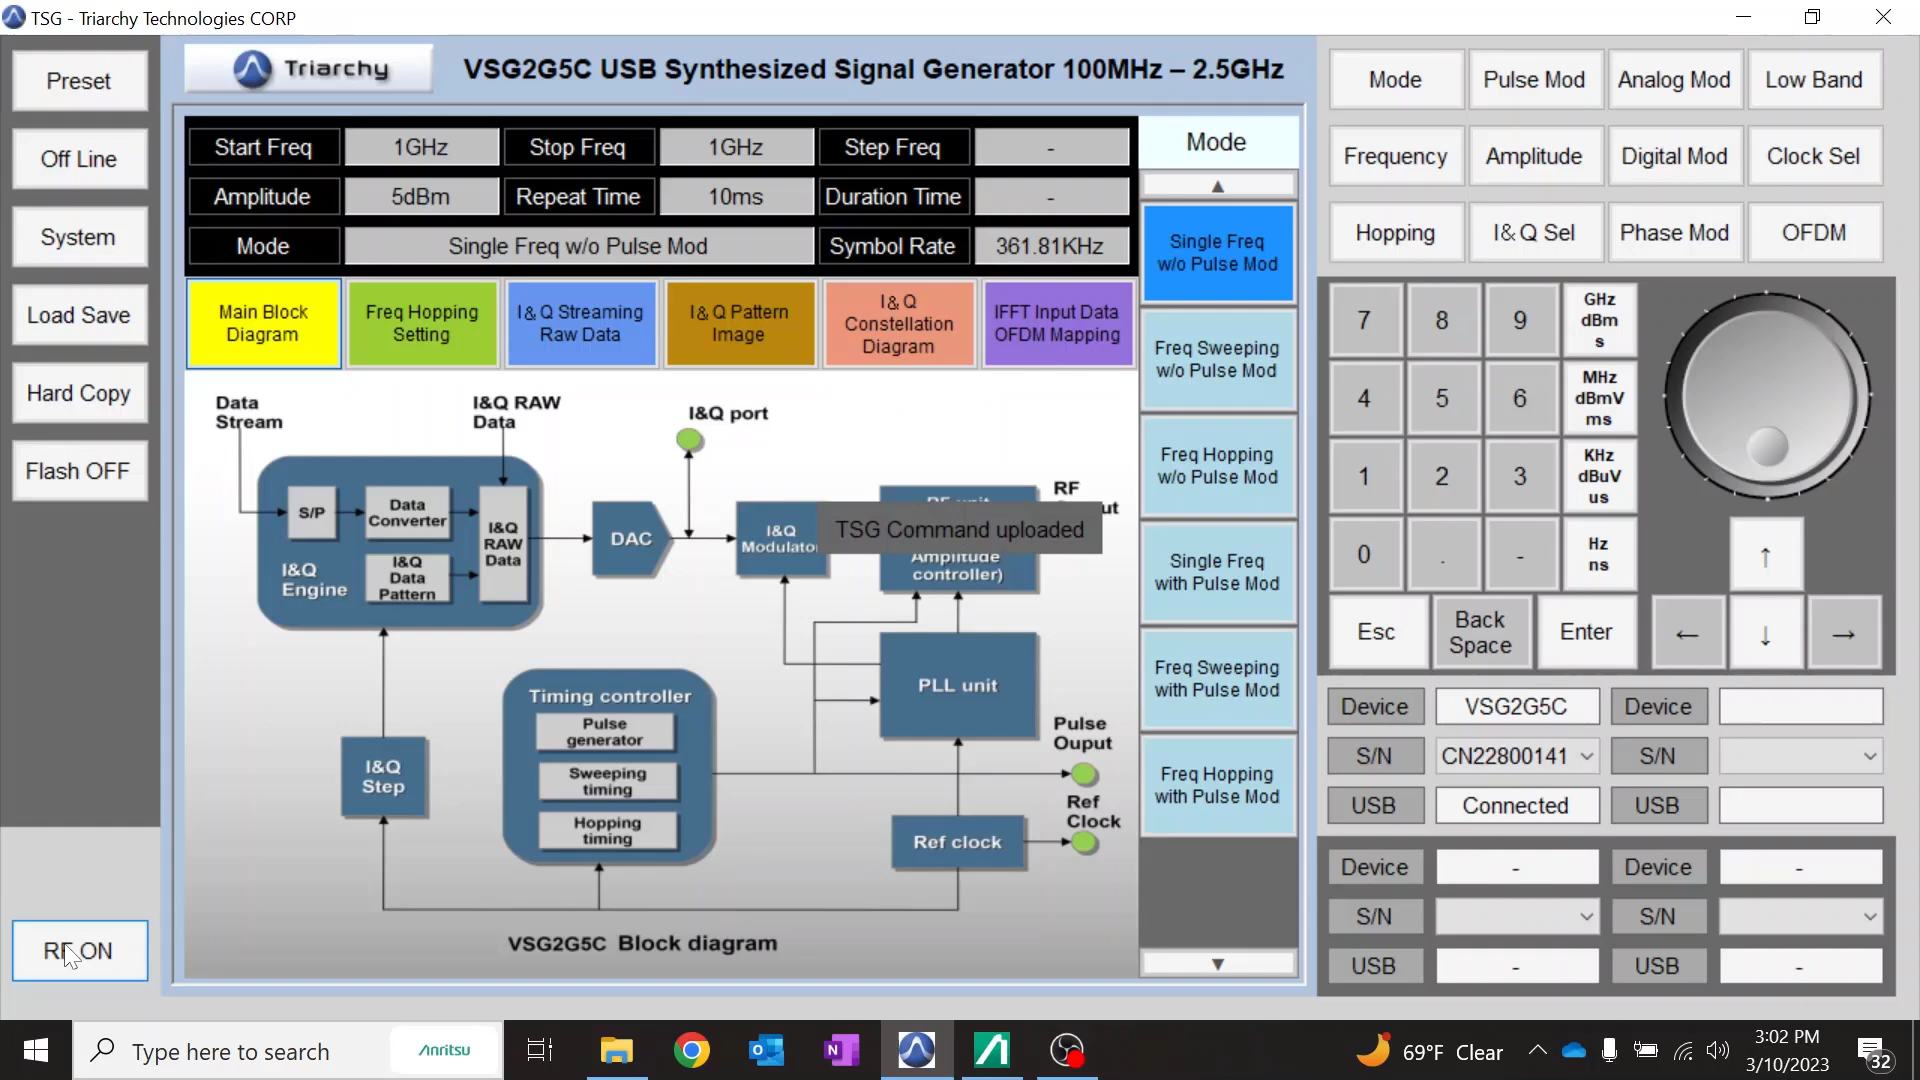 TSG - Triarchy Technologies CORP
Preset
Off Line
System
Load Save
Hard Copy
Flash OFF
RF ON
Triarchy
VSG2G5C USB Synthesized Signal Generator 100MHz – 2.5GHz
Start Freq 1GHz Stop Freq 1GHz Step Freq -
Amplitude 5dBm Repeat Time 10ms Duration Time -
Mode Single Freq w/o Pulse Mod Symbol Rate 361.81KHz
Main Block
Diagram
Freq Hopping
Setting
I&Q Streaming
Raw Data
I&Q Pattern
Image
I&Q
Constellation
Diagram
IFFT Input Data
OFDM Mapping
Data
Stream
I&Q RAW
Data
I&Q port
S/P
Data
Converter
I&Q
RAW
Data
I&Q
Engine
I&Q
Data
Pattern
DAC
I&Q
Modulato
RF unit
RF
ut
TSG Command uploaded
Amplitude
controller)
Timing controller
Pulse
generator
Sweeping
timing
Hopping
timing
PLL unit
Pulse
Ouput
I&Q
Step
Ref
Clock
Ref clock
VSG2G5C Block diagram
Mode
▲
Single Freq
w/o Pulse Mod
Freq Sweeping
w/o Pulse Mod
Freq Hopping
w/o Pulse Mod
Single Freq
with Pulse Mod
Freq Sweeping
with Pulse Mod
Freq Hopping
with Pulse Mod
▼
Mode Pulse Mod Analog Mod Low Band
Frequency Amplitude Digital Mod Clock Sel
Hopping I&Q Sel Phase Mod OFDM
7 8 9
GHz
dBm
s
4 5 6
MHz
dBmV
ms
1 2 3
KHz
dBuV
us
0 . -
Hz
ns
↑
Esc
Back
Space
Enter
← ↓ →
Device VSG2G5C Device
S/N CN22800141 S/N
USB Connected USB
Device - Device -
S/N S/N
USB - USB -
Type here to search
Anritsu
69°F Clear
3:02 PM
3/10/2023
32